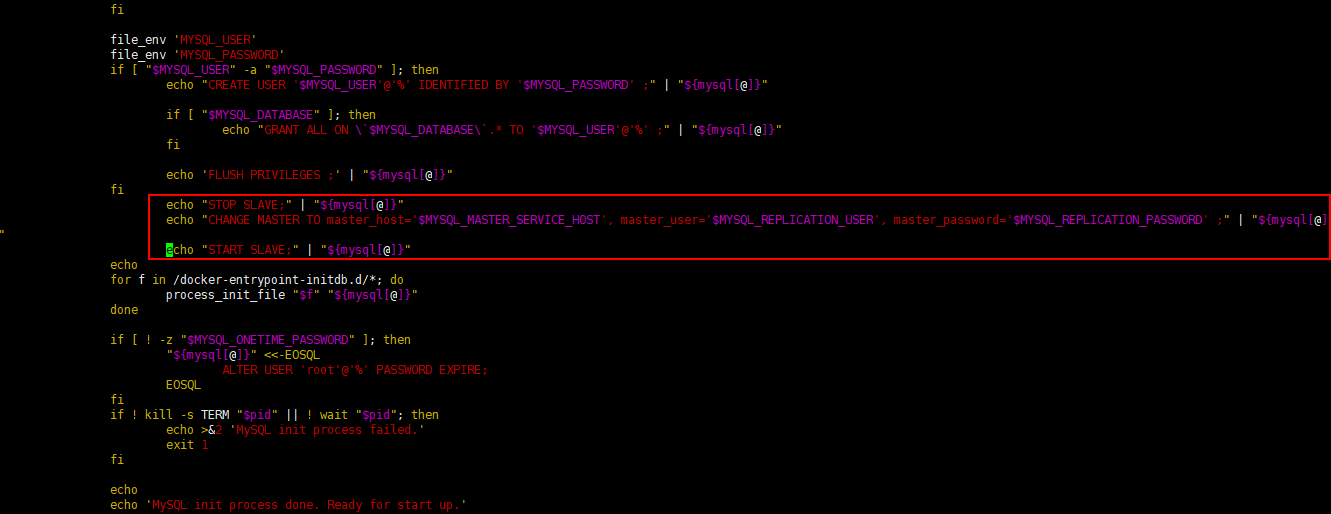 fi
file_env 'MYSQL_USER'
file_env 'MYSQL_PASSWORD'
if [ "$MYSQL_USER" -a "$MYSQL_PASSWORD" ]; then
echo "CREATE USER '$MYSQL_USER'@'%' IDENTIFIED BY '$MYSQL_PASSWORD' ;" | "${mysql[@]}"
if [ "$MYSQL_DATABASE" ]; then
echo "GRANT ALL ON \`$MYSQL_DATABASE\`.* TO '$MYSQL_USER'@'%' ;" | "${mysql[@]}"
fi
echo 'FLUSH PRIVILEGES ;' | "${mysql[@]}"
fi
echo "STOP SLAVE;" | "${mysql[@]}"
echo "CHANGE MASTER TO master_host='$MYSQL_MASTER_SERVICE_HOST', master_user='$MYSQL_REPLICATION_USER', master_password='$MYSQL_REPLICATION_PASSWORD' ;" | "${mysql[@]
"
echo "START SLAVE;" | "${mysql[@]}"
echo
for f in /docker-entrypoint-initdb.d/*; do
process_init_file "$f" "${mysql[@]}"
done
if [ ! -z "$MYSQL_ONETIME_PASSWORD" ]; then
"${mysql[@]}" <<-EOSQL
ALTER USER 'root'@'%' PASSWORD EXPIRE;
EOSQL
fi
if ! kill -s TERM "$pid" || ! wait "$pid"; then
echo >&2 'MySQL init process failed.'
exit 1
fi
echo
echo 'MySQL init process done. Ready for start up.'